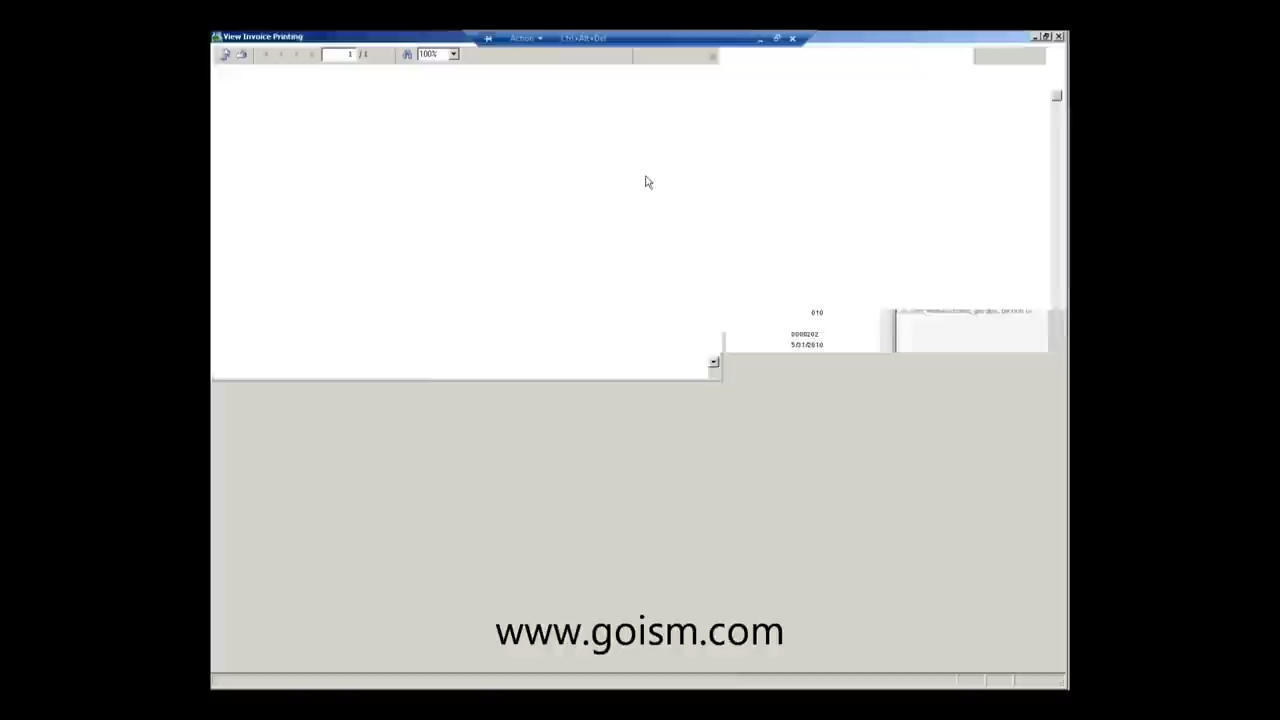 View Invoice Printing
Action Ctrl+Alt+Del
1 /1 100%
010
0000202
5/31/2010
www.goism.com